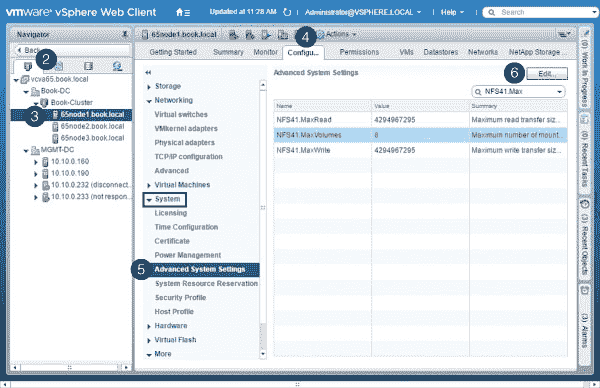 vmware® vSphere Web Client
Updated at 11:28 AM
Administrator@VSPHERE.LOCAL
Help
Search
Navigator
Back
2
vcva65.book.local
Book-DC
Book-Cluster
3
65node1.book.local
65node2.book.local
65node3.book.local
MGMT-DC
10.10.0.160
10.10.0.190
10.10.0.232 (disconnect...
10.10.0.233 (not respon...
65node1.book.local
4
Actions
Getting Started
Summary
Monitor
Configu...
Permissions
VMs
Datastores
Networks
NetApp Storage ...
Storage
Networking
Virtual switches
VMkernel adapters
Physical adapters
TCP/IP configuration
Advanced
Virtual Machines
System
Licensing
Time Configuration
Certificate
Power Management
5
Advanced System Settings
System Resource Reservation
Security Profile
Host Profile
Hardware
Virtual Flash
More
Advanced System Settings
6
Edit...
NFS41.Max
Name Value Summary
NFS41.MaxRead 4294967295 Maximum read transfer siz...
NFS41.MaxVolumes 8 Maximum number of mount...
NFS41.MaxWrite 4294967295 Maximum write transfer siz...
(0) Work In Progress
(0) Recent Tasks
(3) Recent Objects
(3) Alarms